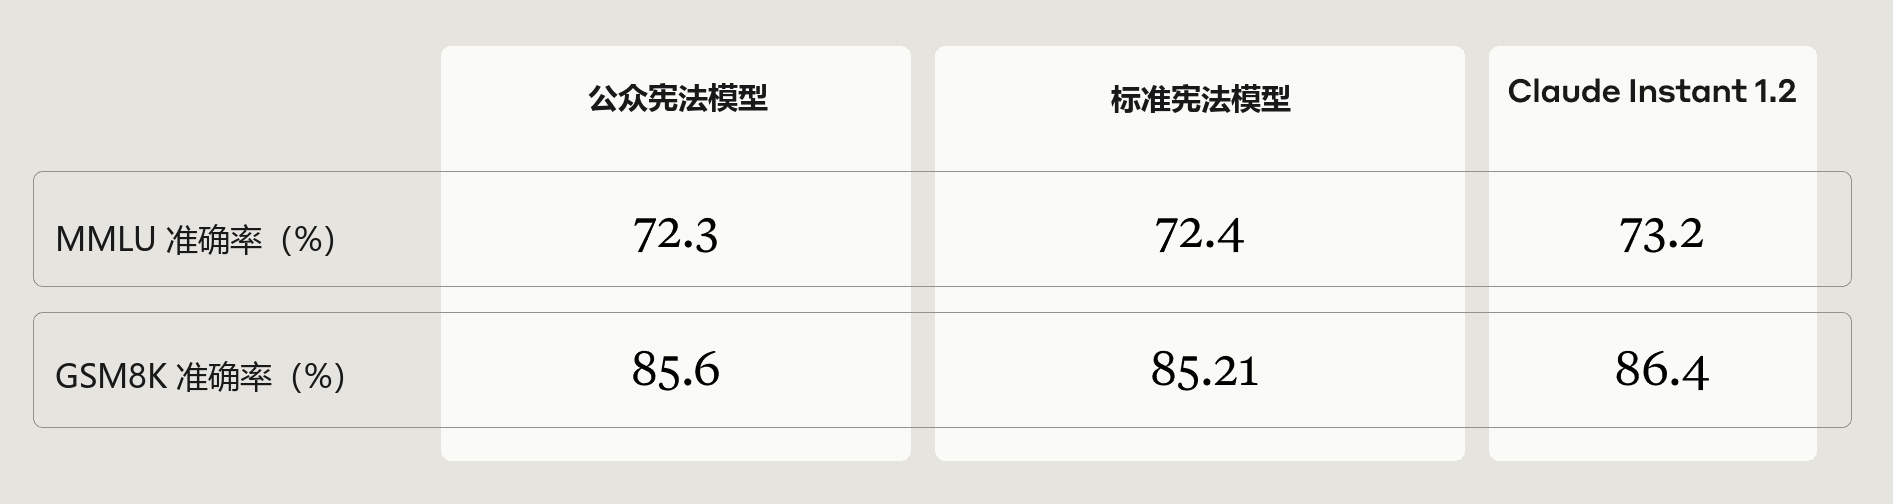 公众宪法模型 标准宪法模型 Claude Instant 1.2
MMLU 准确率（%） 72.3 72.4 73.2
GSM8K 准确率（%） 85.6 85.21 86.4